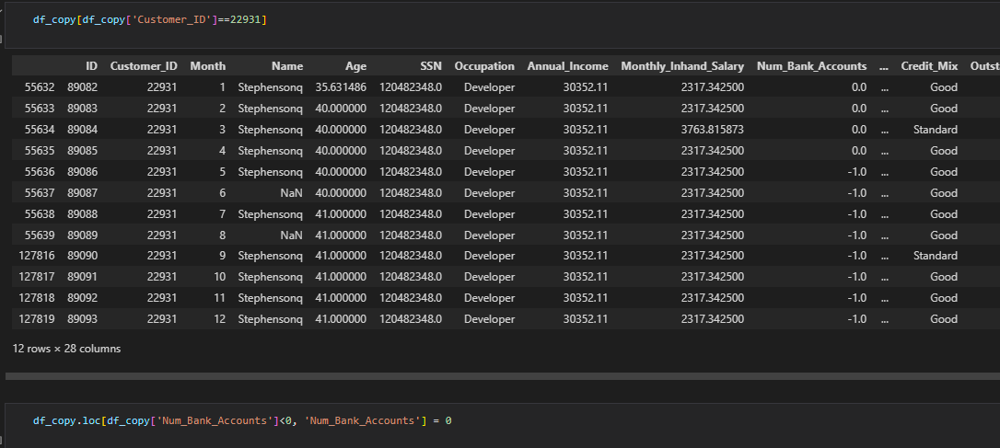 df_copy[df_copy['Customer_ID']==22931]
ID Customer_ID Month Name Age SSN Occupation Annual_Income Monthly_Inhand_Salary Num_Bank_Accounts ... Credit_Mix Outst
55632 89082 22931 1 Stephensonq 35.631486 120482348.0 Developer 30352.11 2317.342500 0.0 ... Good
55633 89083 22931 2 Stephensonq 40.000000 120482348.0 Developer 30352.11 2317.342500 0.0 ... Good
55634 89084 22931 3 Stephensonq 40.000000 120482348.0 Developer 30352.11 3763.815873 0.0 ... Standard
55635 89085 22931 4 Stephensonq 40.000000 120482348.0 Developer 30352.11 2317.342500 0.0 ... Good
55636 89086 22931 5 Stephensonq 40.000000 120482348.0 Developer 30352.11 2317.342500 -1.0 ... Good
55637 89087 22931 6 NaN 40.000000 120482348.0 Developer 30352.11 2317.342500 -1.0 ... Good
55638 89088 22931 7 Stephensonq 41.000000 120482348.0 Developer 30352.11 2317.342500 -1.0 ... Good
55639 89089 22931 8 NaN 41.000000 120482348.0 Developer 30352.11 2317.342500 -1.0 ... Good
127816 89090 22931 9 Stephensonq 41.000000 120482348.0 Developer 30352.11 2317.342500 -1.0 ... Standard
127817 89091 22931 10 Stephensonq 41.000000 120482348.0 Developer 30352.11 2317.342500 -1.0 ... Good
127818 89092 22931 11 Stephensonq 41.000000 120482348.0 Developer 30352.11 2317.342500 -1.0 ... Good
127819 89093 22931 12 Stephensonq 41.000000 120482348.0 Developer 30352.11 2317.342500 -1.0 ... Good
12 rows × 28 columns
df_copy.loc[df_copy['Num_Bank_Accounts']<0, 'Num_Bank_Accounts'] = 0